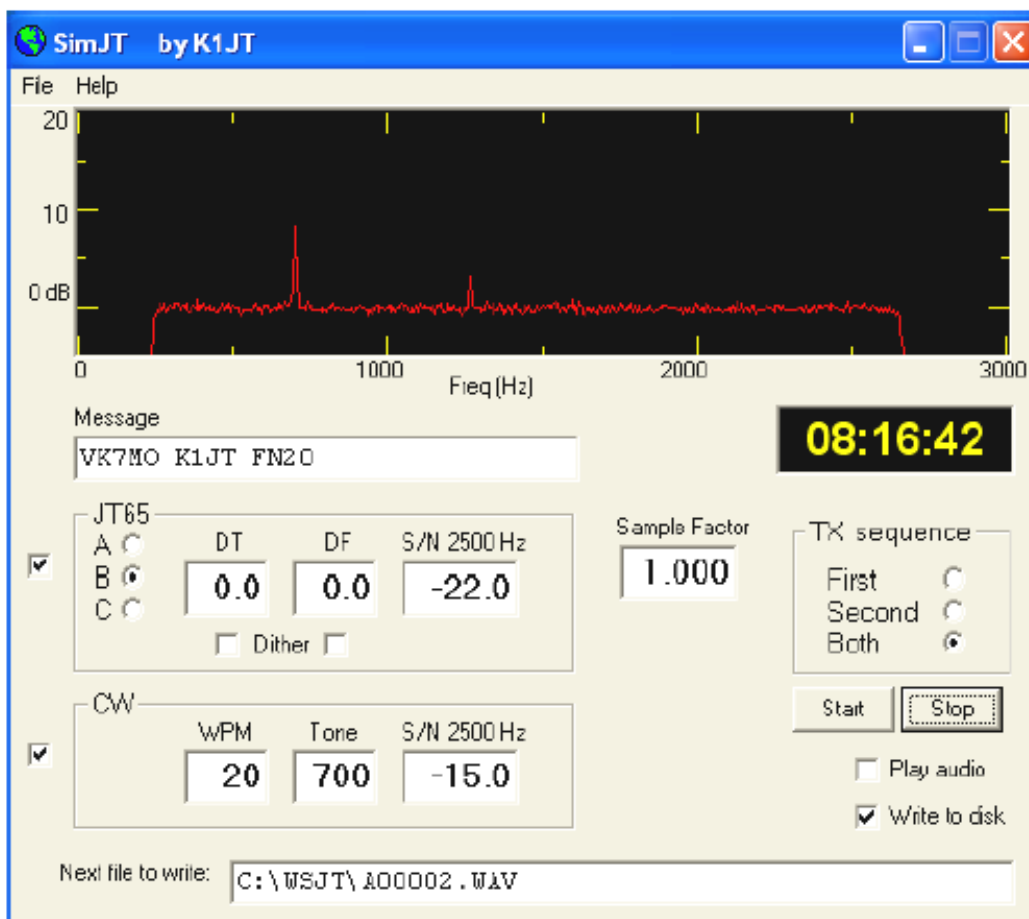 SimJT by K1JT
File Help
20
10
0 dB
0 1000 2000 3000
Freq (Hz)
Message
VK7MO K1JT FN20
08:16:42
JT65
A
B
C
DT DF S/N 2500 Hz
0.0 0.0 -22.0
Dither
Sample Factor
1.000
TX sequence
First
Second
Both
CW
WPM Tone S/N 2500 Hz
20 700 -15.0
Start Stop
Play audio
Write to disk
Next file to write: C:\WSJT\A00002.WAV